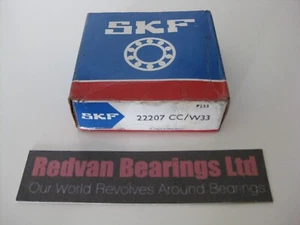 SKF
SKF
22207 CC/W33
Redvan Bearings Ltd
Our World Revolves Around Bearings